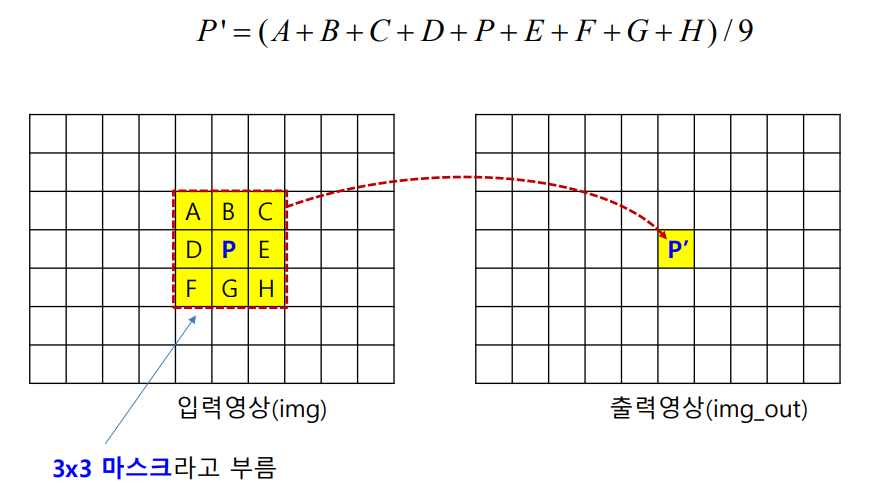 P' = (A + B + C + D + P + E + F + G + H) / 9
A B C
D P E
F G H
P′
입력영상(img)
출력영상(img_out)
3x3 마스크라고 부름